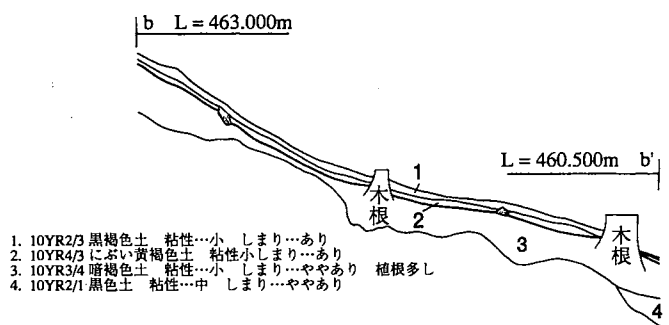 b L=463.000m
L=460.500m b'
1
木根
2
3
木根
4
1. 10YR2/3 黒褐色土 粘性…小 しまり…あり
2. 10YR4/3 にぶい黄褐色土 粘性小しまり…あり
3. 10YR3/4 暗褐色土 粘性…小 しまり…ややあり 植根多し
4. 10YR2/1 黒色土 粘性…中 しまり…ややあり